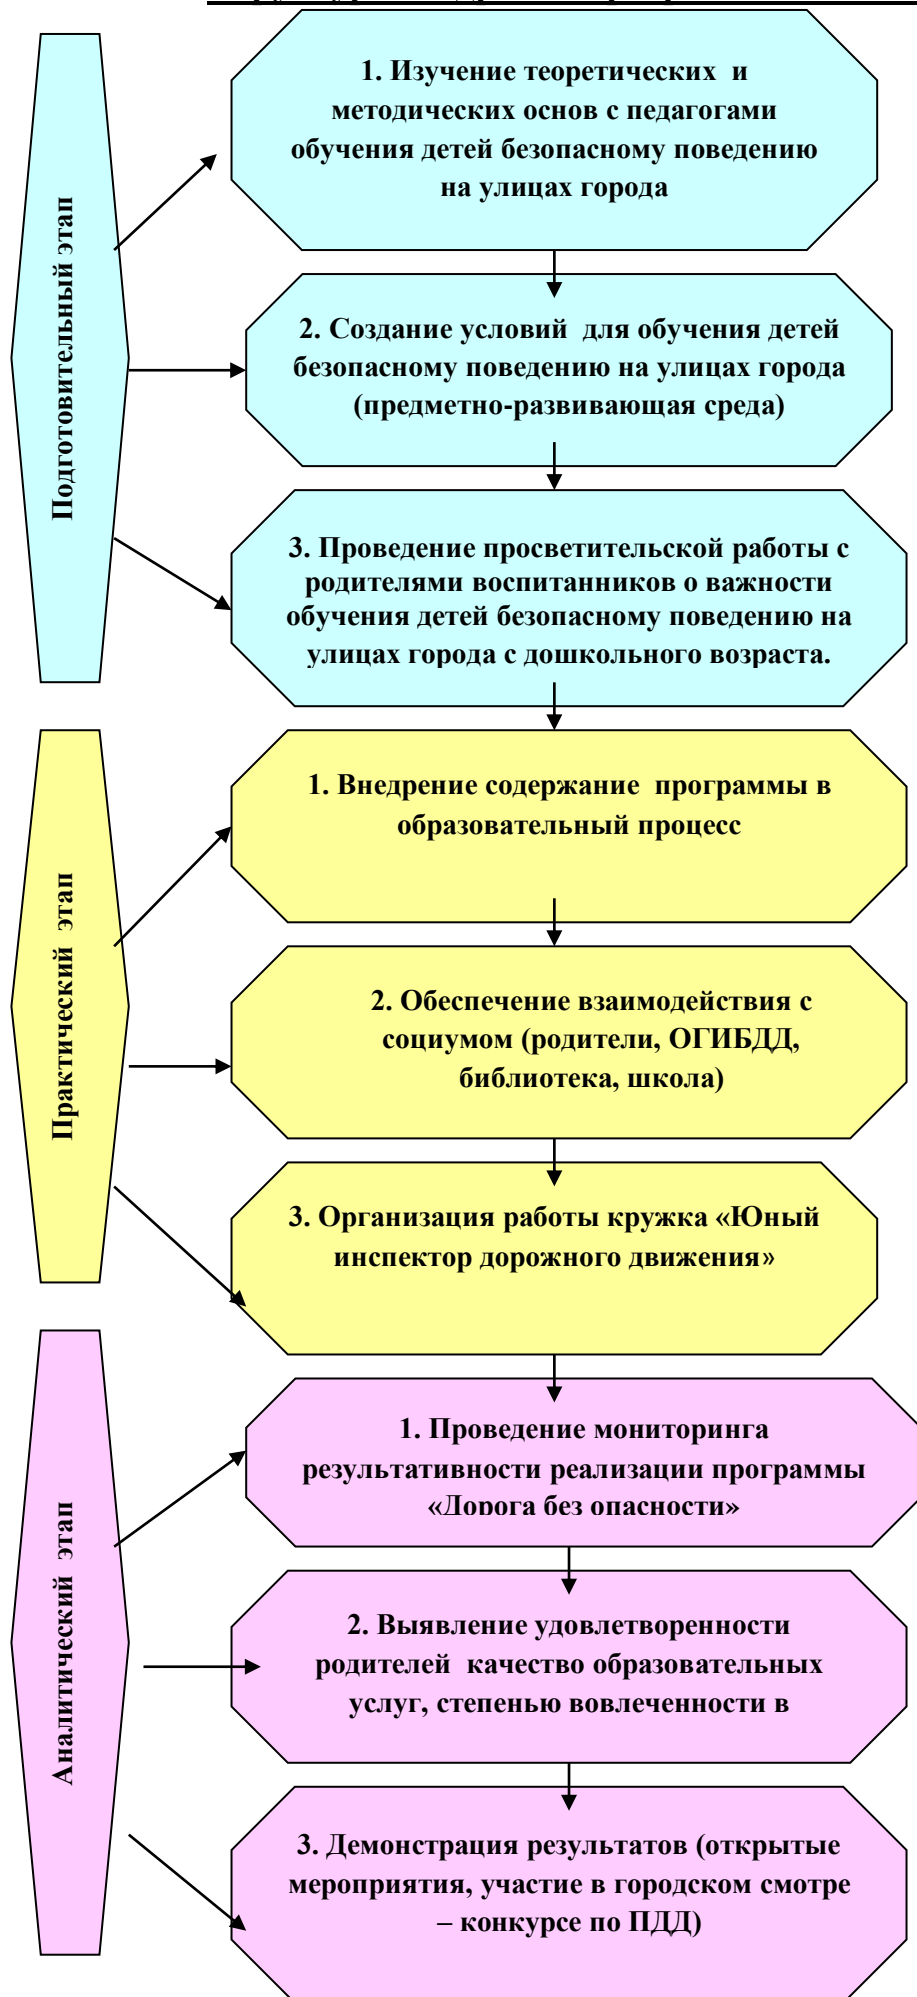 Подготовительный этап
1. Изучение теоретических и
методических основ с педагогами
обучения детей безопасному поведению
на улицах города
2. Создание условий для обучения детей
безопасному поведению на улицах города
(предметно-развивающая среда)
3. Проведение просветительской работы с
родителями воспитанников о важности
обучения детей безопасному поведению на
улицах города с дошкольного возраста.
Практический этап
1. Внедрение содержание программы в
образовательный процесс
2. Обеспечение взаимодействия с
социумом (родители, ОГИБДД,
библиотека, школа)
3. Организация работы кружка «Юный
инспектор дорожного движения»
Аналитический этап
1. Проведение мониторинга
результативности реализации программы
«Дорога без опасности»
2. Выявление удовлетворенности
родителей качество образовательных
услуг, степенью вовлеченности в
3. Демонстрация результатов (открытые
мероприятия, участие в городском смотре
– конкурсе по ПДД)